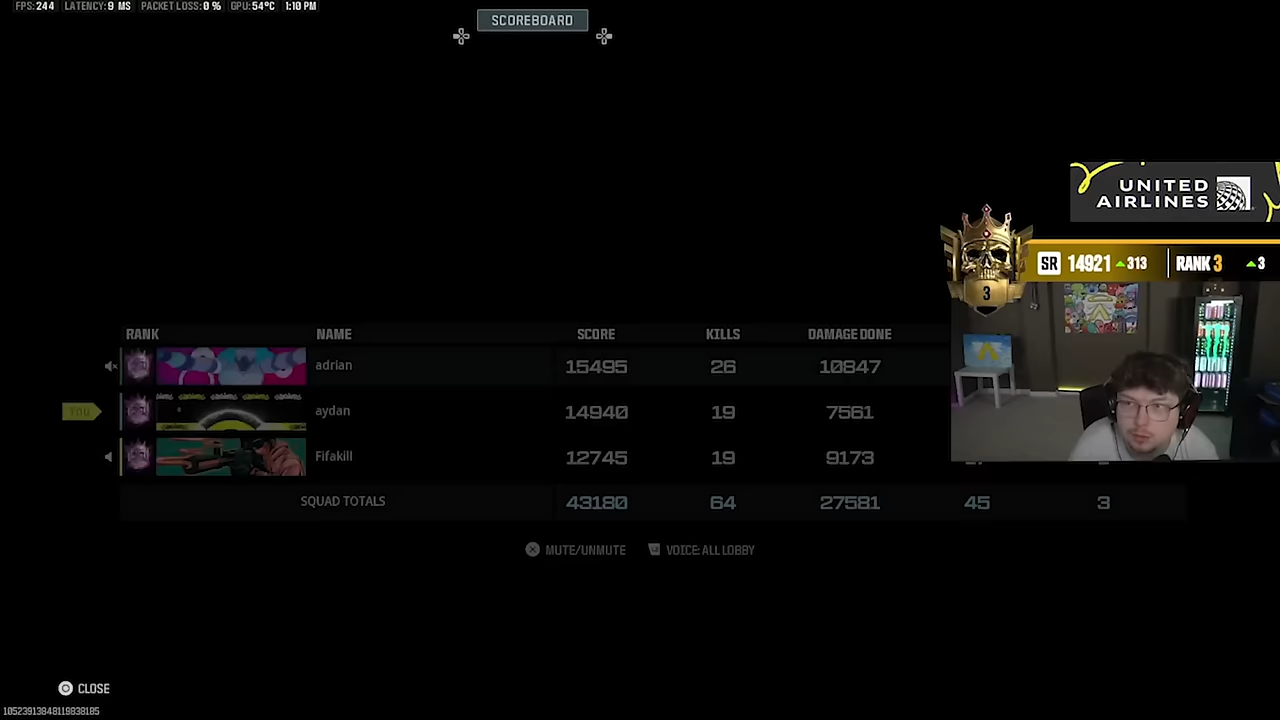 FPS: 244 LATENCY: 9 MS PACKET LOSS: 0 % GPU: 54°C 1:10 PM
SCOREBOARD
UNITED
AIRLINES
SR 14921 313 RANK 3 3
3
RANK NAME SCORE KILLS DAMAGE DONE
adrian 15495 26 10847
YOU aydan 14940 19 7561
Fifakill 12745 19 9173
SQUAD TOTALS 43180 64 27581 45 3
MUTE/UNMUTE VOICE: ALL LOBBY
CLOSE